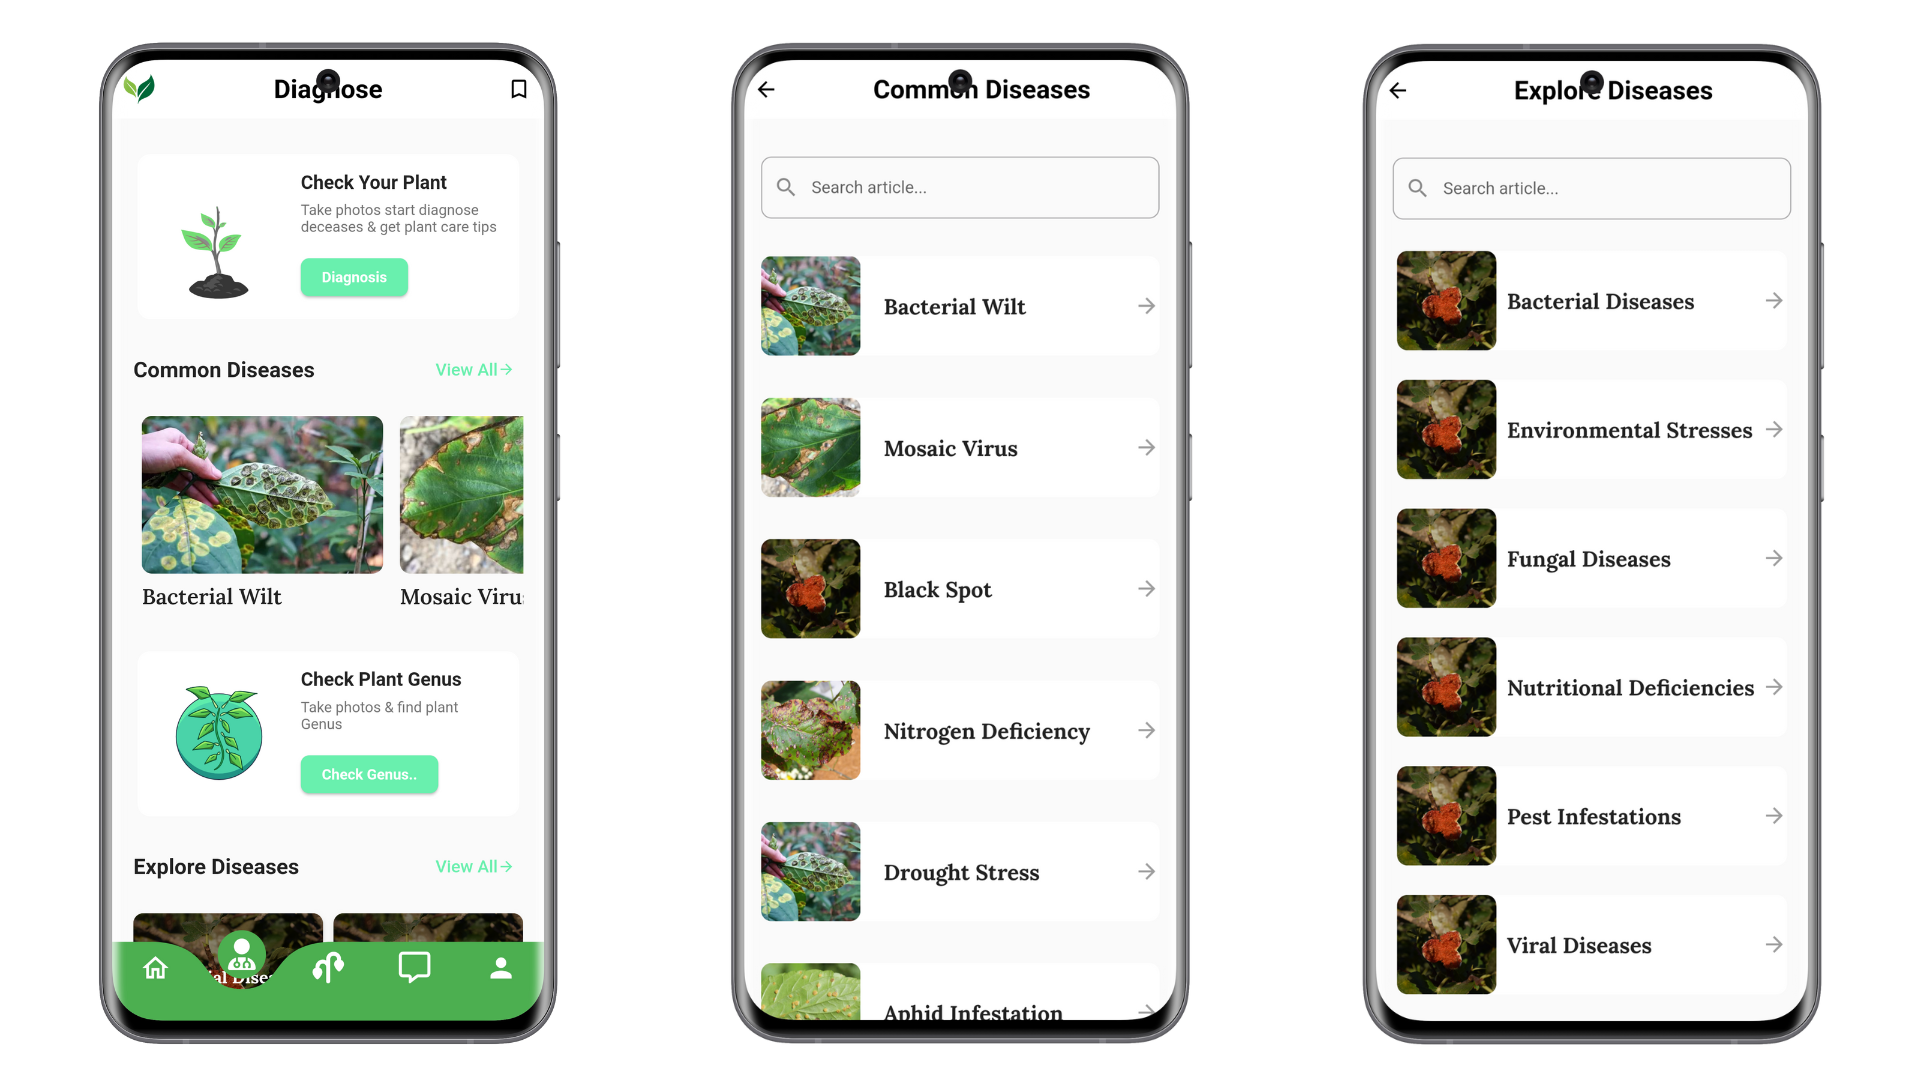 Diagnose
Check Your Plant
Take photos start diagnose
deceases & get plant care tips
Diagnosis
Common Diseases
View All
Bacterial Wilt
Mosaic Viru
Check Plant Genus
Take photos & find plant
Genus
Check Genus..
Explore Diseases
View All
al Disea
Common Diseases
Search article...
Bacterial Wilt
Mosaic Virus
Black Spot
Nitrogen Deficiency
Drought Stress
Aphid Infestation
Explore Diseases
Search article...
Bacterial Diseases
Environmental Stresses
Fungal Diseases
Nutritional Deficiencies
Pest Infestations
Viral Diseases